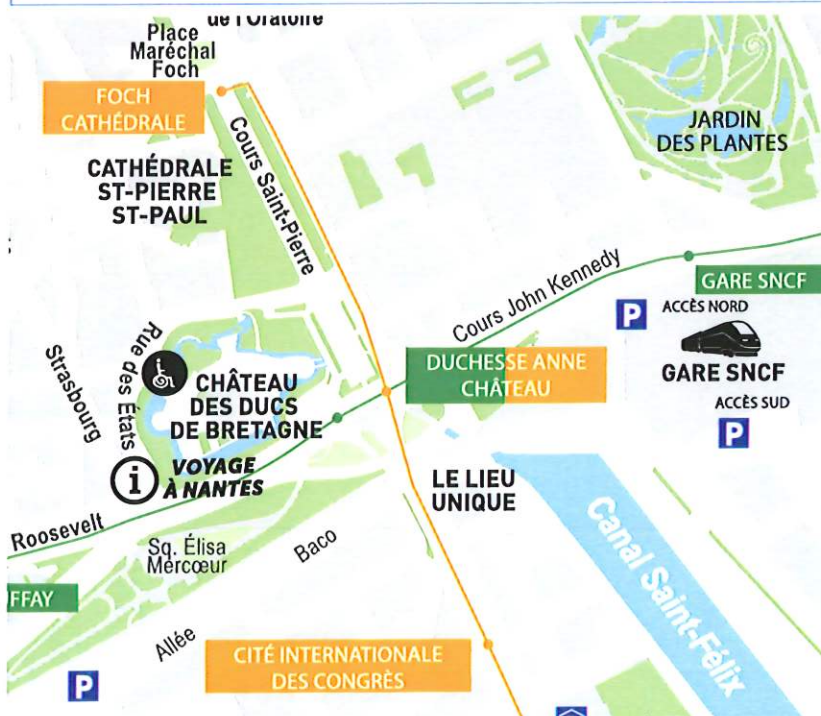 de l'Oratoire
Place
Maréchal
Foch
FOCH
CATHÉDRALE
JARDIN
DES PLANTES
Cours Saint-Pierre
CATHÉDRALE
ST-PIERRE
ST-PAUL
Cours John Kennedy
GARE SNCF
P
ACCÈS NORD
GARE SNCF
ACCÈS SUD
P
Rue des États
Strasbourg
CHÂTEAU
DES DUCS
DE BRETAGNE
DUCHESSE ANNE
CHÂTEAU
i
VOYAGE
À NANTES
LE LIEU
UNIQUE
Roosevelt
Sq. Élisa
Mercœur
Baco
Canal Saint-Félix
FFAY
Allée
CITÉ INTERNATIONALE
DES CONGRÈS
P